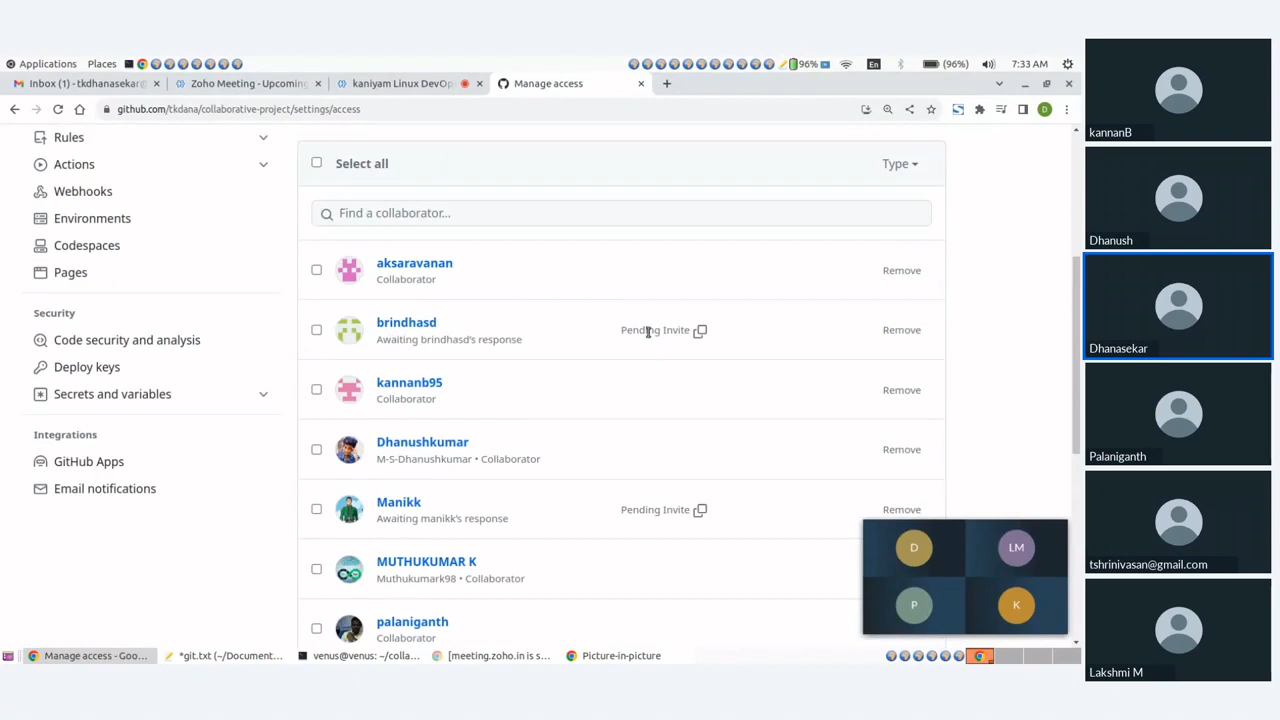 Applications Places 96% En (96%) 7:33 AM
Inbox (1) - tkdhanasekar@ Zoho Meeting - Upcoming kaniyam Linux DevOp Manage access
github.com/tkdana/collaborative-project/settings/access
Rules
Actions
Webhooks
Environments
Codespaces
Pages
Security
Code security and analysis
Deploy keys
Secrets and variables
Integrations
GitHub Apps
Email notifications
Select all Type
Find a collaborator...
aksaravanan
Collaborator
Remove
brindhasd
Awaiting brindhasd's response
Pending Invite
Remove
kannanb95
Collaborator
Remove
Dhanushkumar
M-S-Dhanushkumar • Collaborator
Remove
Manikk
Awaiting manikk's response
Pending Invite
Remove
MUTHUKUMAR K
Muthukumark98 • Collaborator
palaniganth
Collaborator
D LM
P K
Manage access - Goo... *git.txt (~/Document... venus@venus: ~/colla... [meeting.zoho.in is s... Picture-in-picture
kannanB
Dhanush
Dhanasekar
Palaniganth
tshrinivasan@gmail.com
Lakshmi M
D